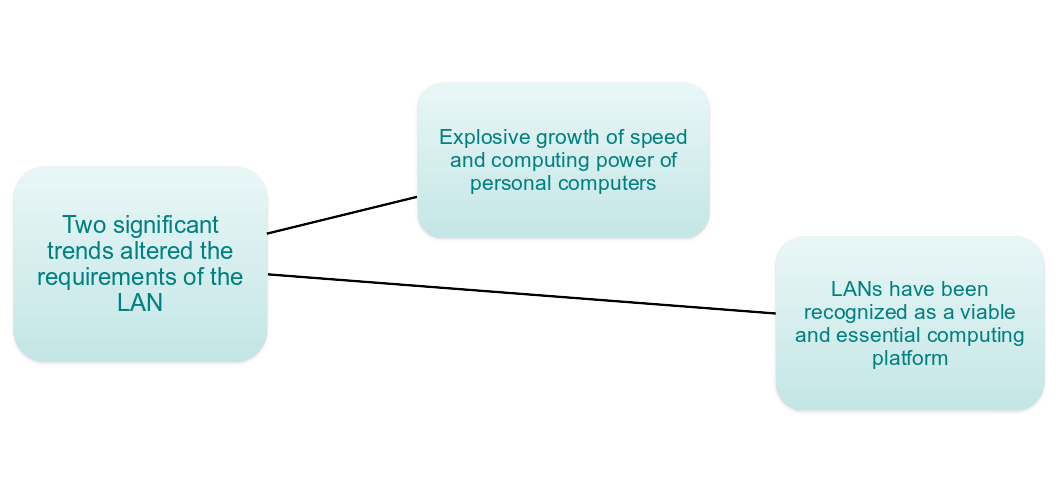 Two significant
trends altered the
requirements of the
LAN
Explosive growth of speed
and computing power of
personal computers
LANs have been
recognized as a viable
and essential computing
platform